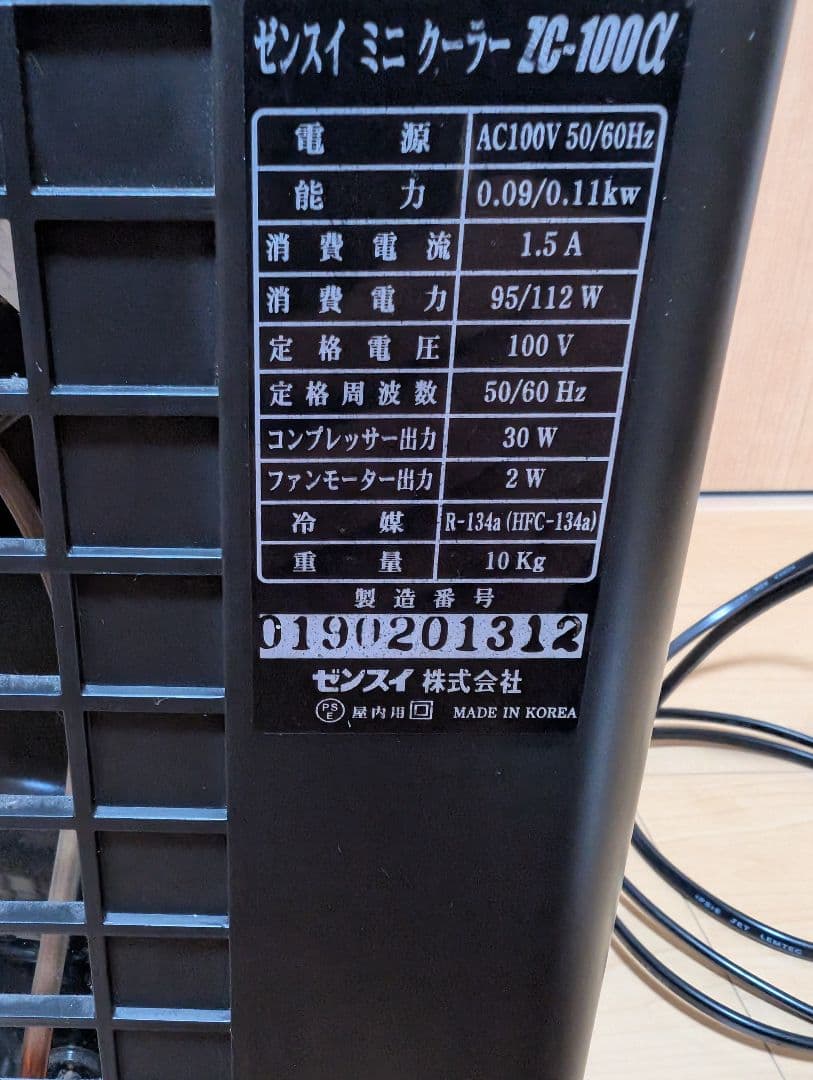 ゼンスイ ミニ クーラー ZC-100α
電源 AC100V 50/60Hz
能力 0.09/0.11kw
消費電流 1.5 A
消費電力 95/112 W
定格電圧 100 V
定格周波数 50/60 Hz
コンプレッサー出力 30 W
ファンモーター出力 2 W
冷媒 R-134a (HFC-134a)
重量 10 Kg
製造番号
0190201312
ゼンスイ 株式会社
PSE 屋内用 MADE IN KOREA
JET LEMTEC